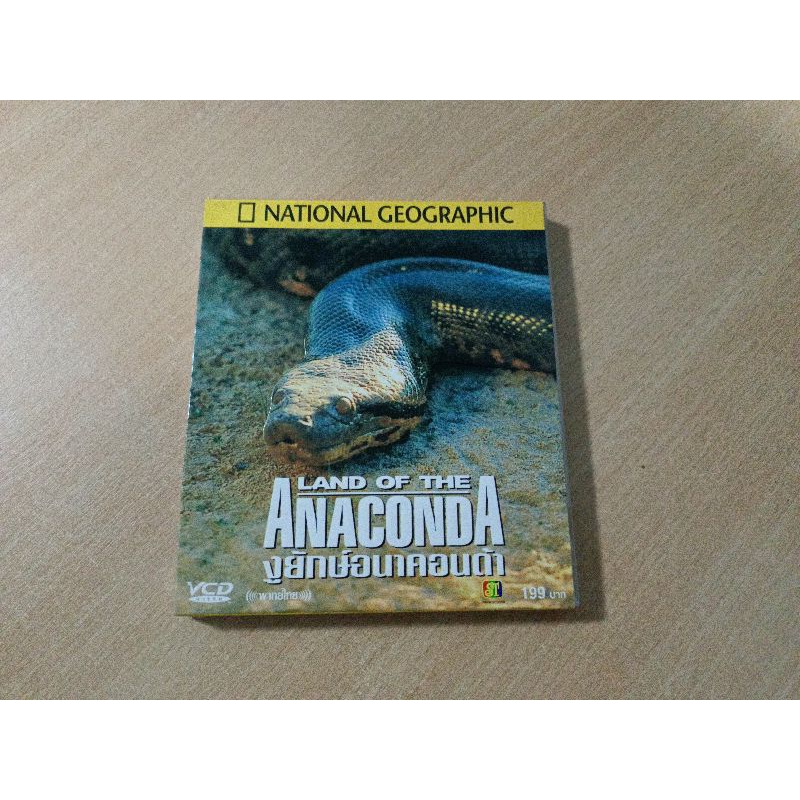 NATIONAL GEOGRAPHIC
LAND OF THE
ANACONDA
งูยักษ์อนาคอนด้า
VCD
((พากย์ไทย))
ST
199 บาท